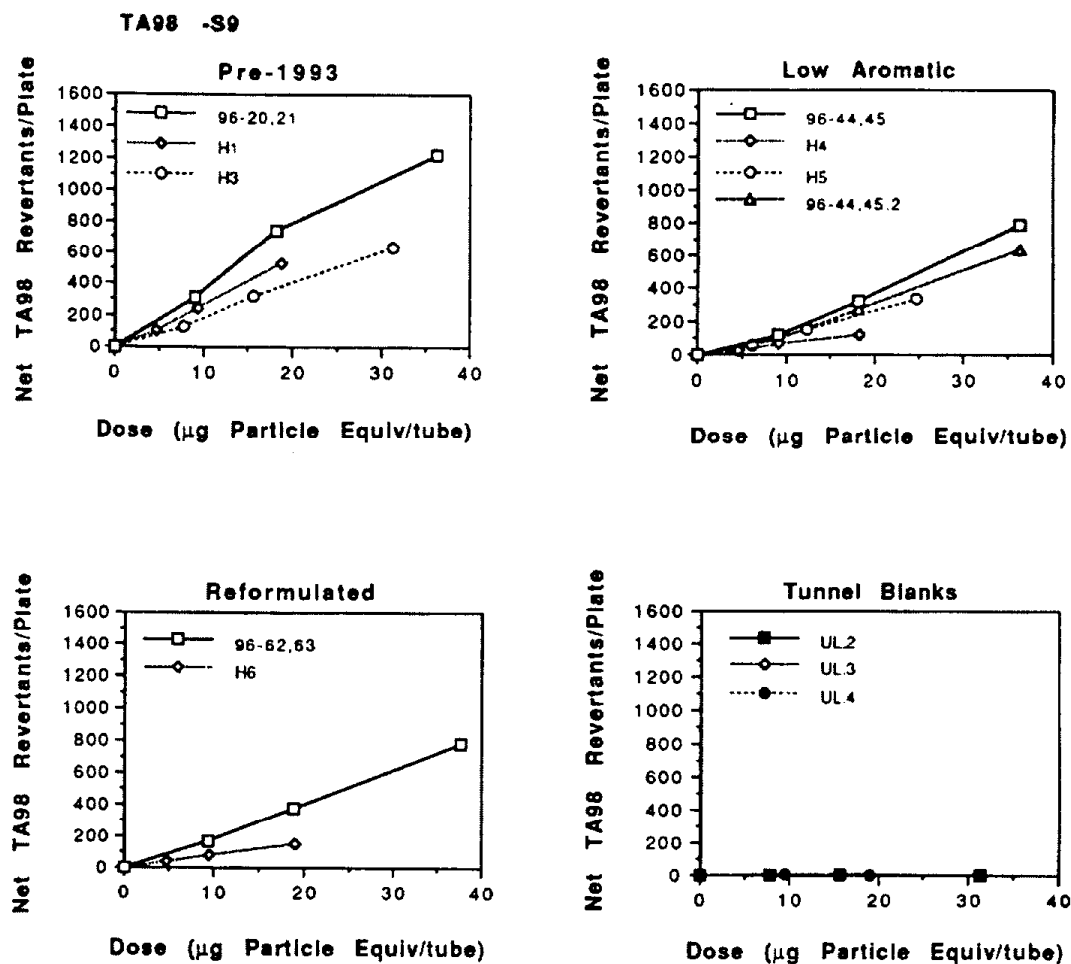 TA98 -S9
Pre-1993
Net TA98 Revertants/Plate
1600
1400
1200
1000
800
600
400
200
0
96-20,21
H1
H3
0 10 20 30 40
Dose (µg Particle Equiv/tube)
Low Aromatic
Net TA98 Revertants/Plate
1600
1400
1200
1000
800
600
400
200
0
96-44,45
H4
H5
96-44,45.2
0 10 20 30 40
Dose (µg Particle Equiv/tube)
Reformulated
Net TA98 Revertants/Plate
1600
1400
1200
1000
800
600
400
200
0
96-62,63
H6
0 10 20 30 40
Dose (µg Particle Equiv/tube)
Tunnel Blanks
Net TA98 Revertants/Plate
1600
1400
1200
1000
800
600
400
200
0
UL.2
UL.3
UL.4
0 10 20 30 40
Dose (µg Particle Equiv/tube)